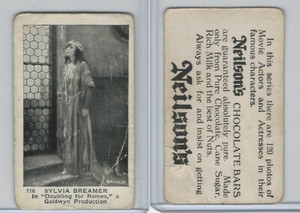 116 SYLVIA BREAMER
In "Doubling for Romeo," a
Goldwyn Production
In this series there are 120 photos of
Movie Actors and Actresses in their
famous characters.
Neilson's CHOCOLATE BARS
are guaranteed absolutely pure. Made
only from Pure Chocolate, Cane Sugar,
Rich Milk and the best of Nuts.
Always ask for and insist on getting
Neilson's